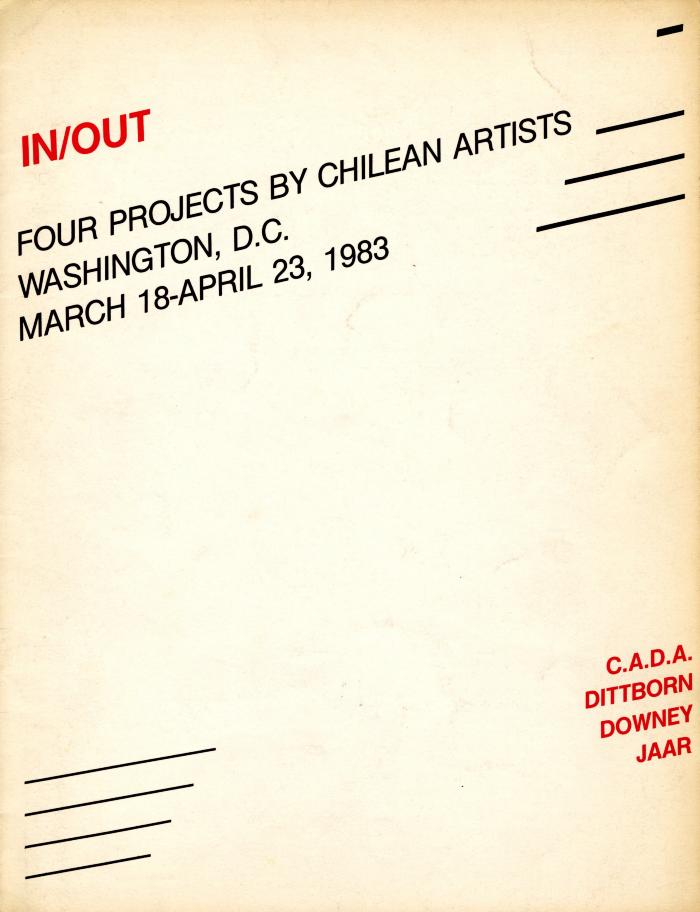 IN/OUT
FOUR PROJECTS BY CHILEAN ARTISTS
WASHINGTON, D.C.
MARCH 18-APRIL 23, 1983
C.A.D.A.
DITTBORN
DOWNEY
JAAR